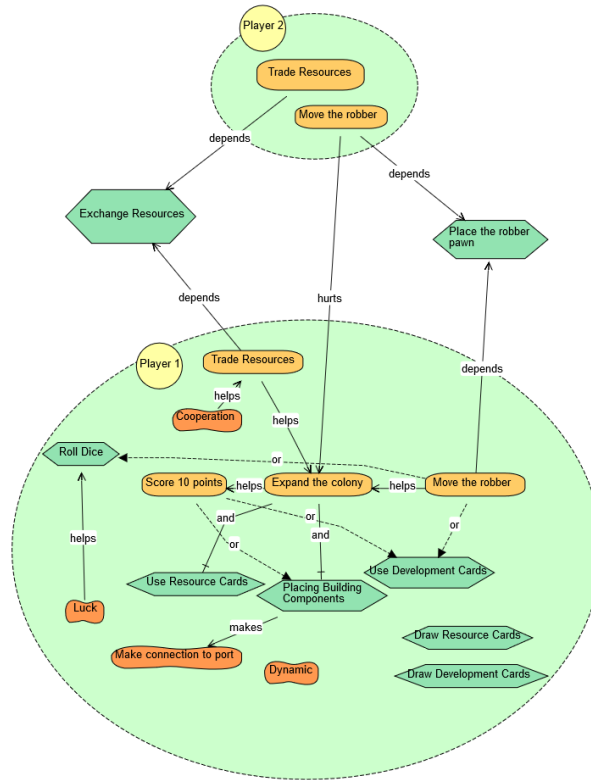 Player 2
Trade Resources
Move the robber
depends
depends
Exchange Resources
Place the robber
pawn
hurts
depends
depends
Player 1
Trade Resources
helps
Cooperation
helps
Roll Dice
or
Score 10 points
helps
Expand the colony
helps
Move the robber
and
or
or
or
and
helps
Use Resource Cards
Placing Building
Components
Use Development Cards
Luck
makes
Make connection to port
Dynamic
Draw Resource Cards
Draw Development Cards